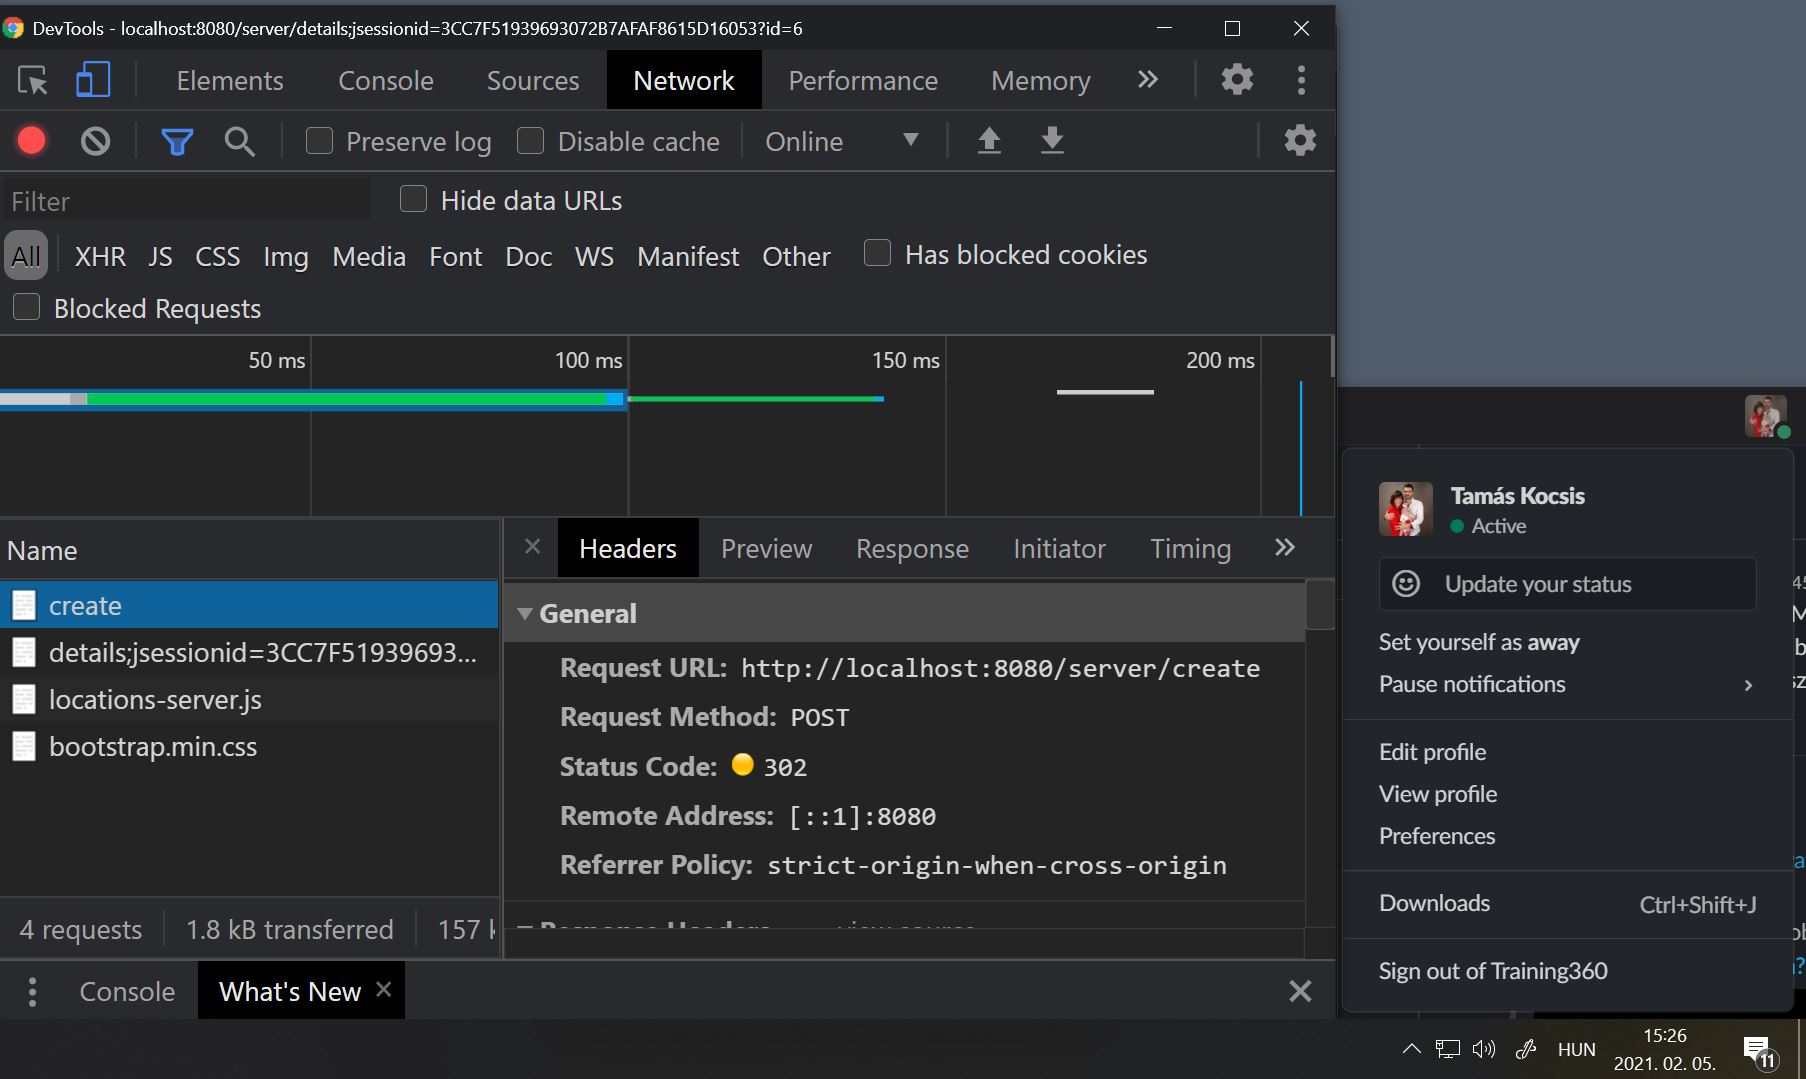 DevTools - localhost:8080/server/details;jsessionid=3CC7F51939693072B7AFAF8615D16053?id=6
Elements Console Sources Network Performance Memory
Preserve log Disable cache Online
Filter Hide data URLs
All XHR JS CSS Img Media Font Doc WS Manifest Other Has blocked cookies
Blocked Requests
50 ms 100 ms 150 ms 200 ms
Name
create
details;jsessionid=3CC7F51939693...
locations-server.js
bootstrap.min.css
4 requests 1.8 kB transferred 157
Headers Preview Response Initiator Timing
General
Request URL: http://localhost:8080/server/create
Request Method: POST
Status Code: 302
Remote Address: [::1]:8080
Referrer Policy: strict-origin-when-cross-origin
Response Headers view source
Console What's New
Tamás Kocsis
Active
Update your status
Set yourself as away
Pause notifications
Edit profile
View profile
Preferences
Downloads Ctrl+Shift+J
Sign out of Training360
HUN
15:26
2021. 02. 05.
11